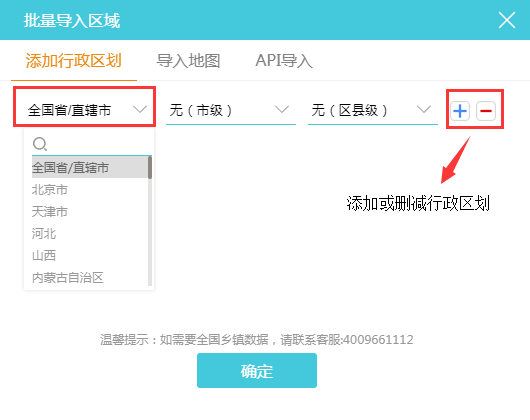 批量导入区域
添加行政区划 导入地图 API导入
全国省/直辖市 无（市级） 无（区县级）
全国省/直辖市
北京市
天津市
河北
山西
内蒙古自治区
添加或删减行政区划
温馨提示：如需要全国乡镇数据，请联系客服:4009661112
确定